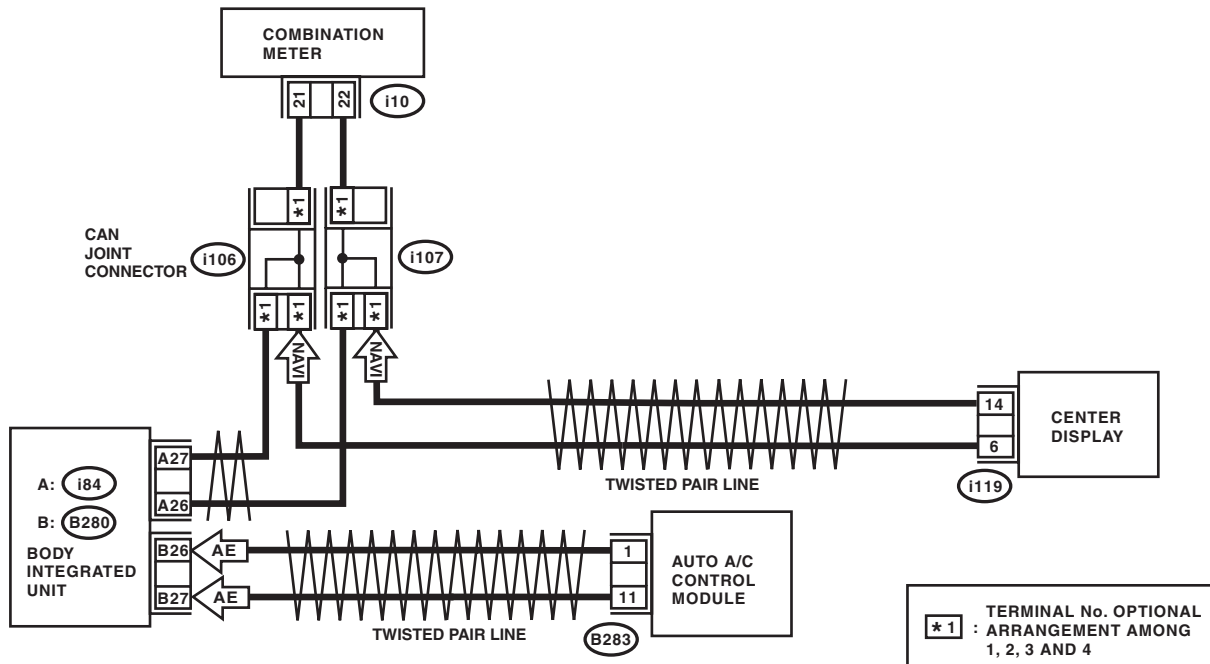 COMBINATION
METER
21
22
i10
*1
*1
CAN
JOINT
CONNECTOR
i106
i107
*1
*1
*1
*1
NAVI
NAVI
14
6
CENTER
DISPLAY
i119
TWISTED PAIR LINE
A: i84
B: B280
BODY
INTEGRATED
UNIT
A27
A26
B26
B27
AE
AE
1
11
AUTO A/C
CONTROL
MODULE
B283
TWISTED PAIR LINE
*1 : TERMINAL No. OPTIONAL
ARRANGEMENT AMONG
1, 2, 3 AND 4